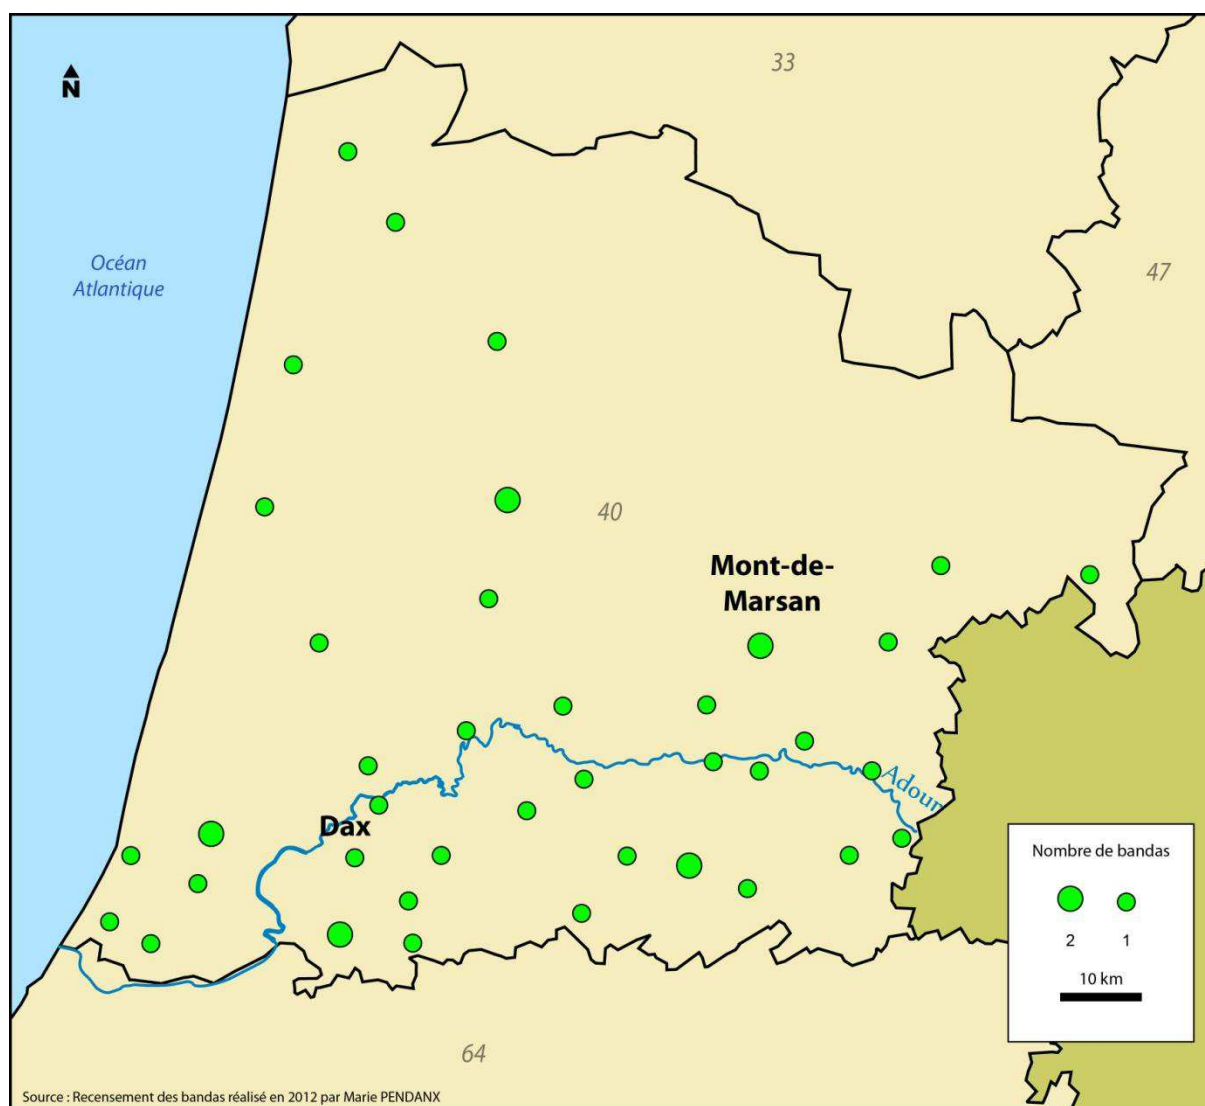 33
N
Océan
Atlantique
47
40
Mont-de-
Marsan
Adour
Dax
Nombre de bandas
2 1
10 km
64
Source : Recensement des bandas réalisé en 2012 par Marie PENDANX